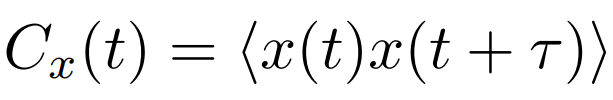 C_x(t) = ⟨x(t)x(t + τ)⟩